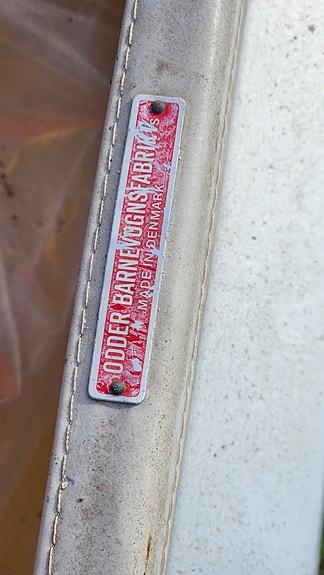 ODDER BARNEVOGNSFABRIK A/S
MADE IN DENMARK